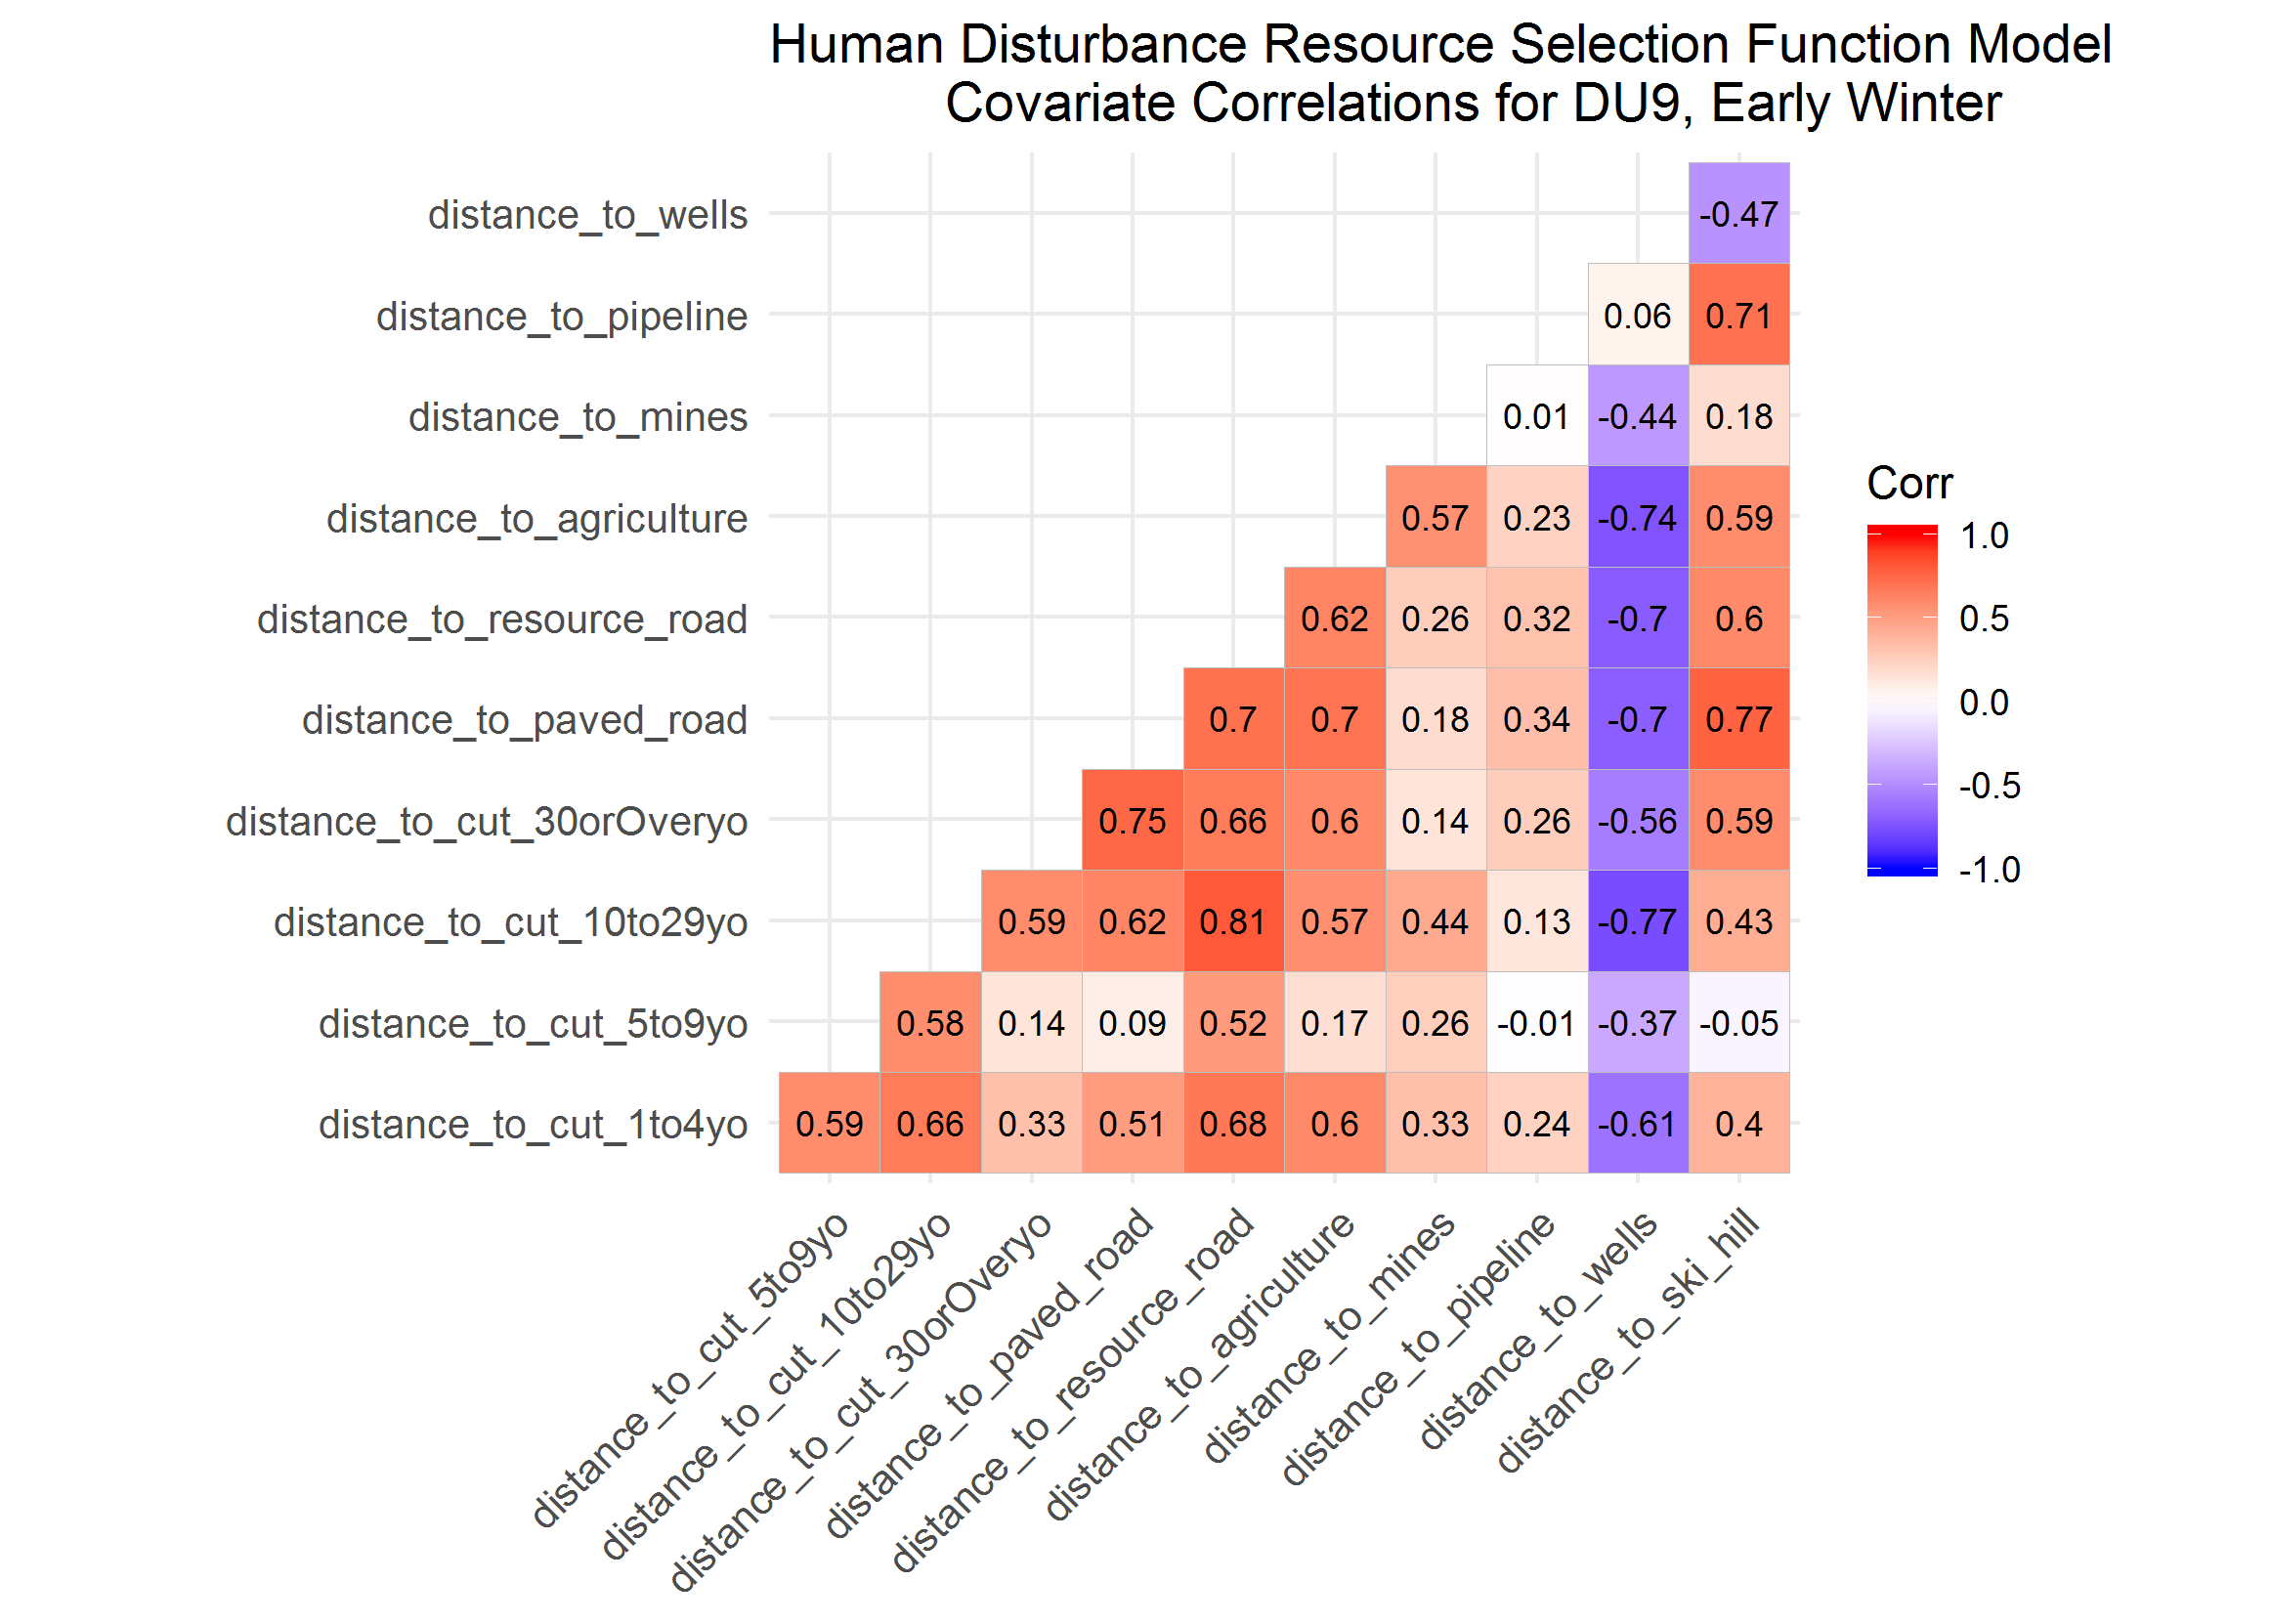 Human Disturbance Resource Selection Function Model
Covariate Correlations for DU9, Early Winter
distance_to_wells -0.47
distance_to_pipeline 0.06 0.71
distance_to_mines 0.01 -0.44 0.18
distance_to_agriculture 0.57 0.23 -0.74 0.59
distance_to_resource_road 0.62 0.26 0.32 -0.7 0.6
distance_to_paved_road 0.7 0.7 0.18 0.34 -0.7 0.77
distance_to_cut_30orOveryo 0.75 0.66 0.6 0.14 0.26 -0.56 0.59
distance_to_cut_10to29yo 0.59 0.62 0.81 0.57 0.44 0.13 -0.77 0.43
distance_to_cut_5to9yo 0.58 0.14 0.09 0.52 0.17 0.26 -0.01 -0.37 -0.05
distance_to_cut_1to4yo 0.59 0.66 0.33 0.51 0.68 0.6 0.33 0.24 -0.61 0.4
distance_to_cut_5to9yo
distance_to_cut_10to29yo
distance_to_cut_30orOveryo
distance_to_paved_road
distance_to_resource_road
distance_to_agriculture
distance_to_mines
distance_to_pipeline
distance_to_wells
distance_to_ski_hill
Corr
1.0
0.5
0.0
-0.5
-1.0